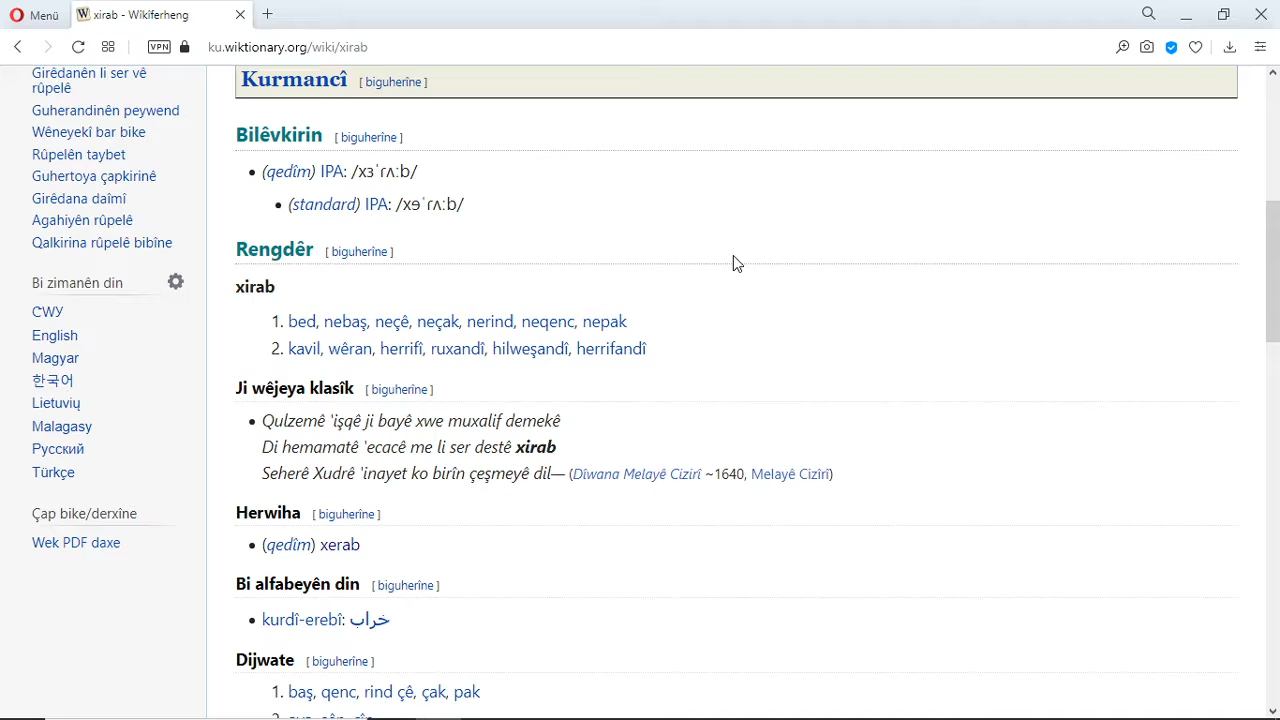 Menü
xirab - Wîkîferheng
VPN
ku.wiktionary.org/wiki/xirab
Girêdanên li ser vê
rûpelê
Guherandinên peywend
Wêneyekî bar bike
Rûpelên taybet
Guhertoya çapkirinê
Girêdana daîmî
Agahiyên rûpelê
Qalkirina rûpelê bibîne
Bi zimanên din
ᏣᎳᎩ
English
Magyar
한국어
Lietuvių
Malagasy
Русский
Türkçe
Çap bike/derxîne
Wek PDF daxe
Kurmancî [ biguherîne ]
Bilêvkirin [ biguherîne ]
• (qedîm) IPA: /xɜˈɾʌːb/
• (standard) IPA: /xɘˈɾʌːb/
Rengdêr [ biguherîne ]
xirab
1. bed, nebaş, neçê, neçak, nerind, neqenc, nepak
2. kavil, wêran, herrifî, ruxandî, hilweşandî, herrifandî
Ji wêjeya klasîk [ biguherîne ]
• Qulzemê 'işqê ji bayê xwe muxalif demekê
Di hemamatê 'ecacê me li ser destê xirab
Seherê Xudrê 'inayet ko birîn çeşmeyê dil— (Dîwana Melayê Cizîrî ~1640, Melayê Cizîrî)
Herwiha [ biguherîne ]
• (qedîm) xerab
Bi alfabeyên din [ biguherîne ]
• kurdî-erebî: خراب
Dijwate [ biguherîne ]
1. baş, qenc, rind çê, çak, pak